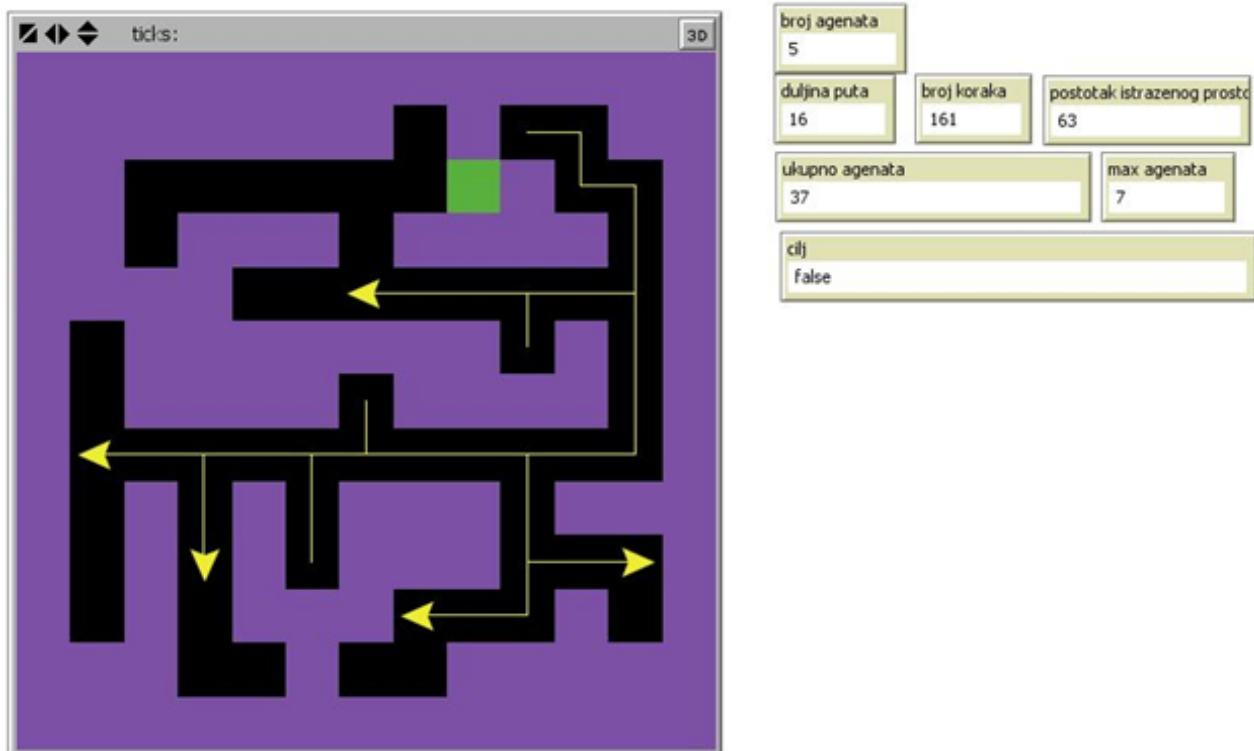 ticks:
3D
broj agenata
5
duljina puta
16
broj koraka
161
postotak istrazenog prostc
63
ukupno agenata
37
max agenata
7
cilj
false